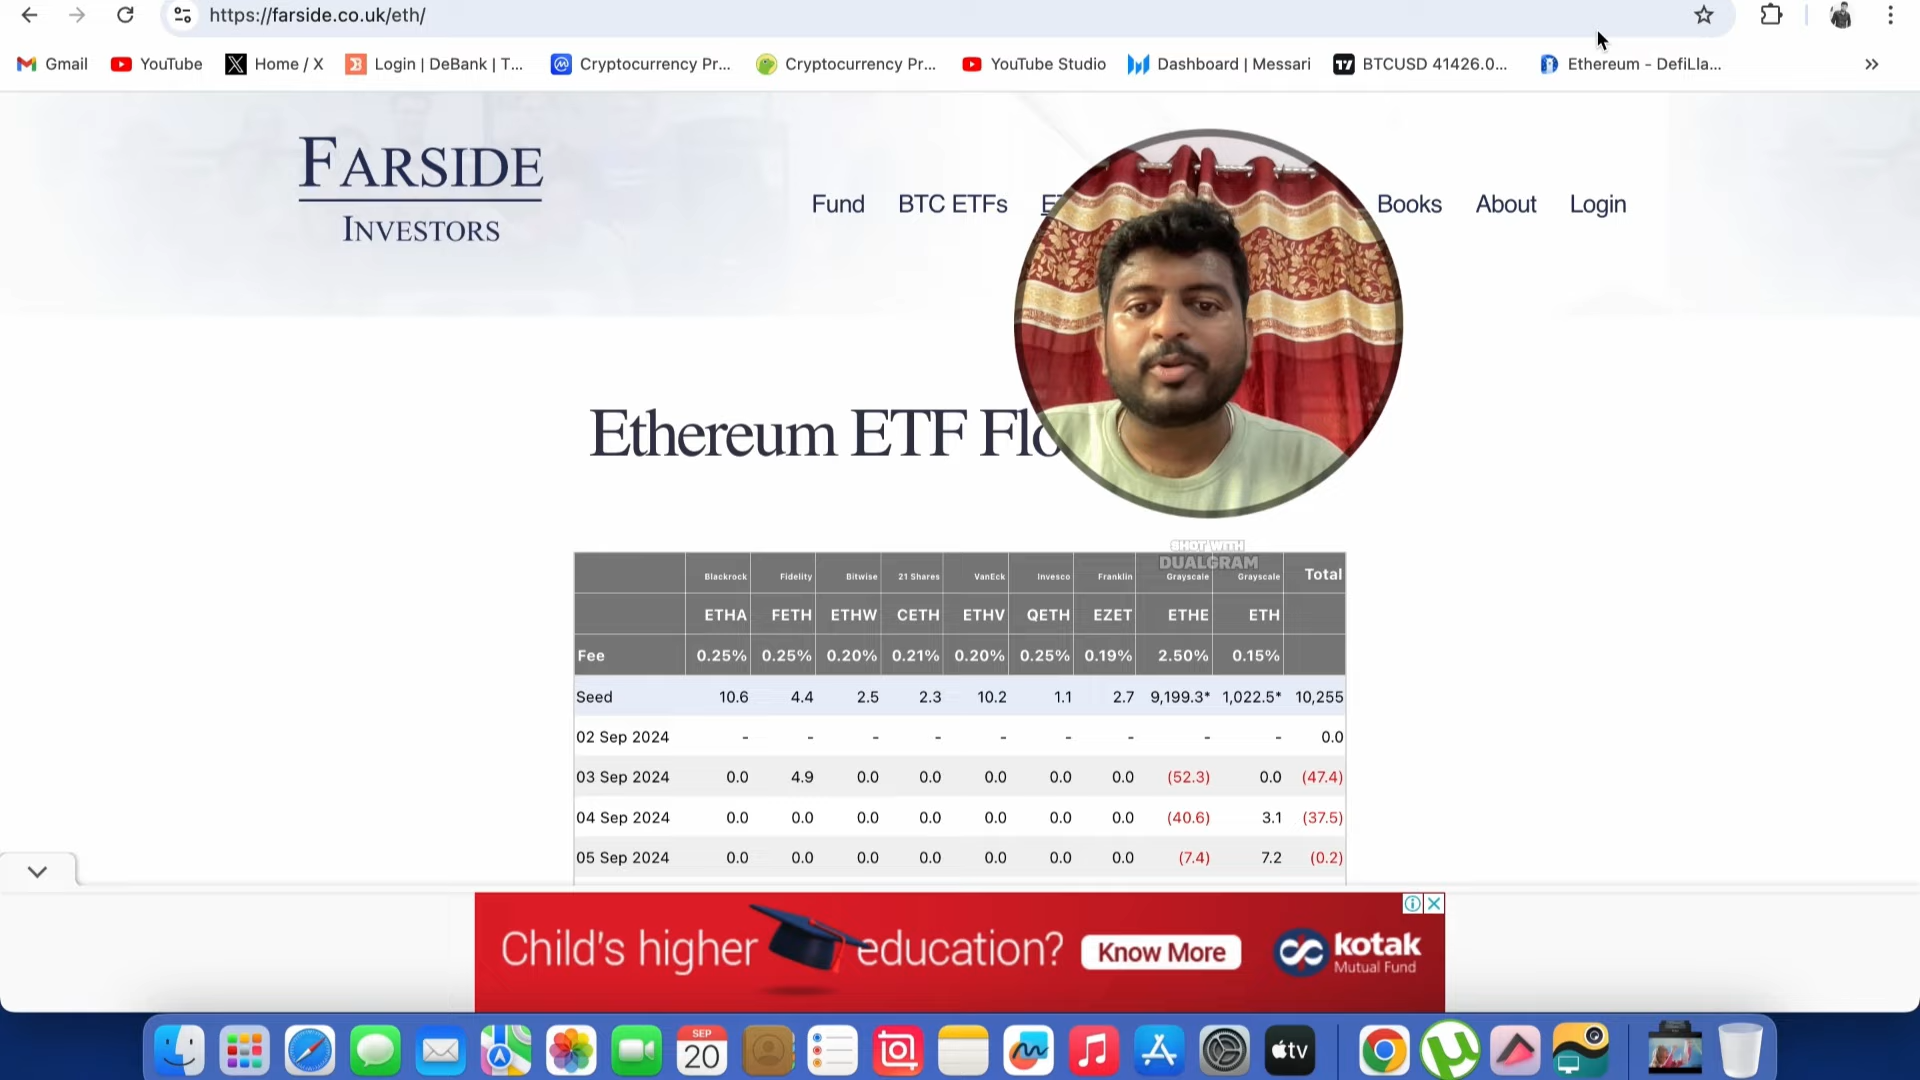 https://farside.co.uk/eth/
Gmail YouTube Home / X Login | DeBank | T... Cryptocurrency Pr... Cryptocurrency Pr... YouTube Studio Dashboard | Messari BTCUSD 41426.0... Ethereum - DefiLla... »
FARSIDE
INVESTORS
Fund BTC ETFs Books About Login
Ethereum ETF Flo
SHOT WITH
DUALGRAM
Blackrock Fidelity Bitwise 21 Shares VanEck Invesco Franklin Grayscale Grayscale Total
ETHA FETH ETHW CETH ETHV QETH EZET ETHE ETH
Fee 0.25% 0.25% 0.20% 0.21% 0.20% 0.25% 0.19% 2.50% 0.15%
Seed 10.6 4.4 2.5 2.3 10.2 1.1 2.7 9,199.3* 1,022.5* 10,255
02 Sep 2024 - - - - - - - - - 0.0
03 Sep 2024 0.0 4.9 0.0 0.0 0.0 0.0 0.0 (52.3) 0.0 (47.4)
04 Sep 2024 0.0 0.0 0.0 0.0 0.0 0.0 0.0 (40.6) 3.1 (37.5)
05 Sep 2024 0.0 0.0 0.0 0.0 0.0 0.0 0.0 (7.4) 7.2 (0.2)
Child's higher education? Know More kotak
Mutual Fund
SEP
20
tv